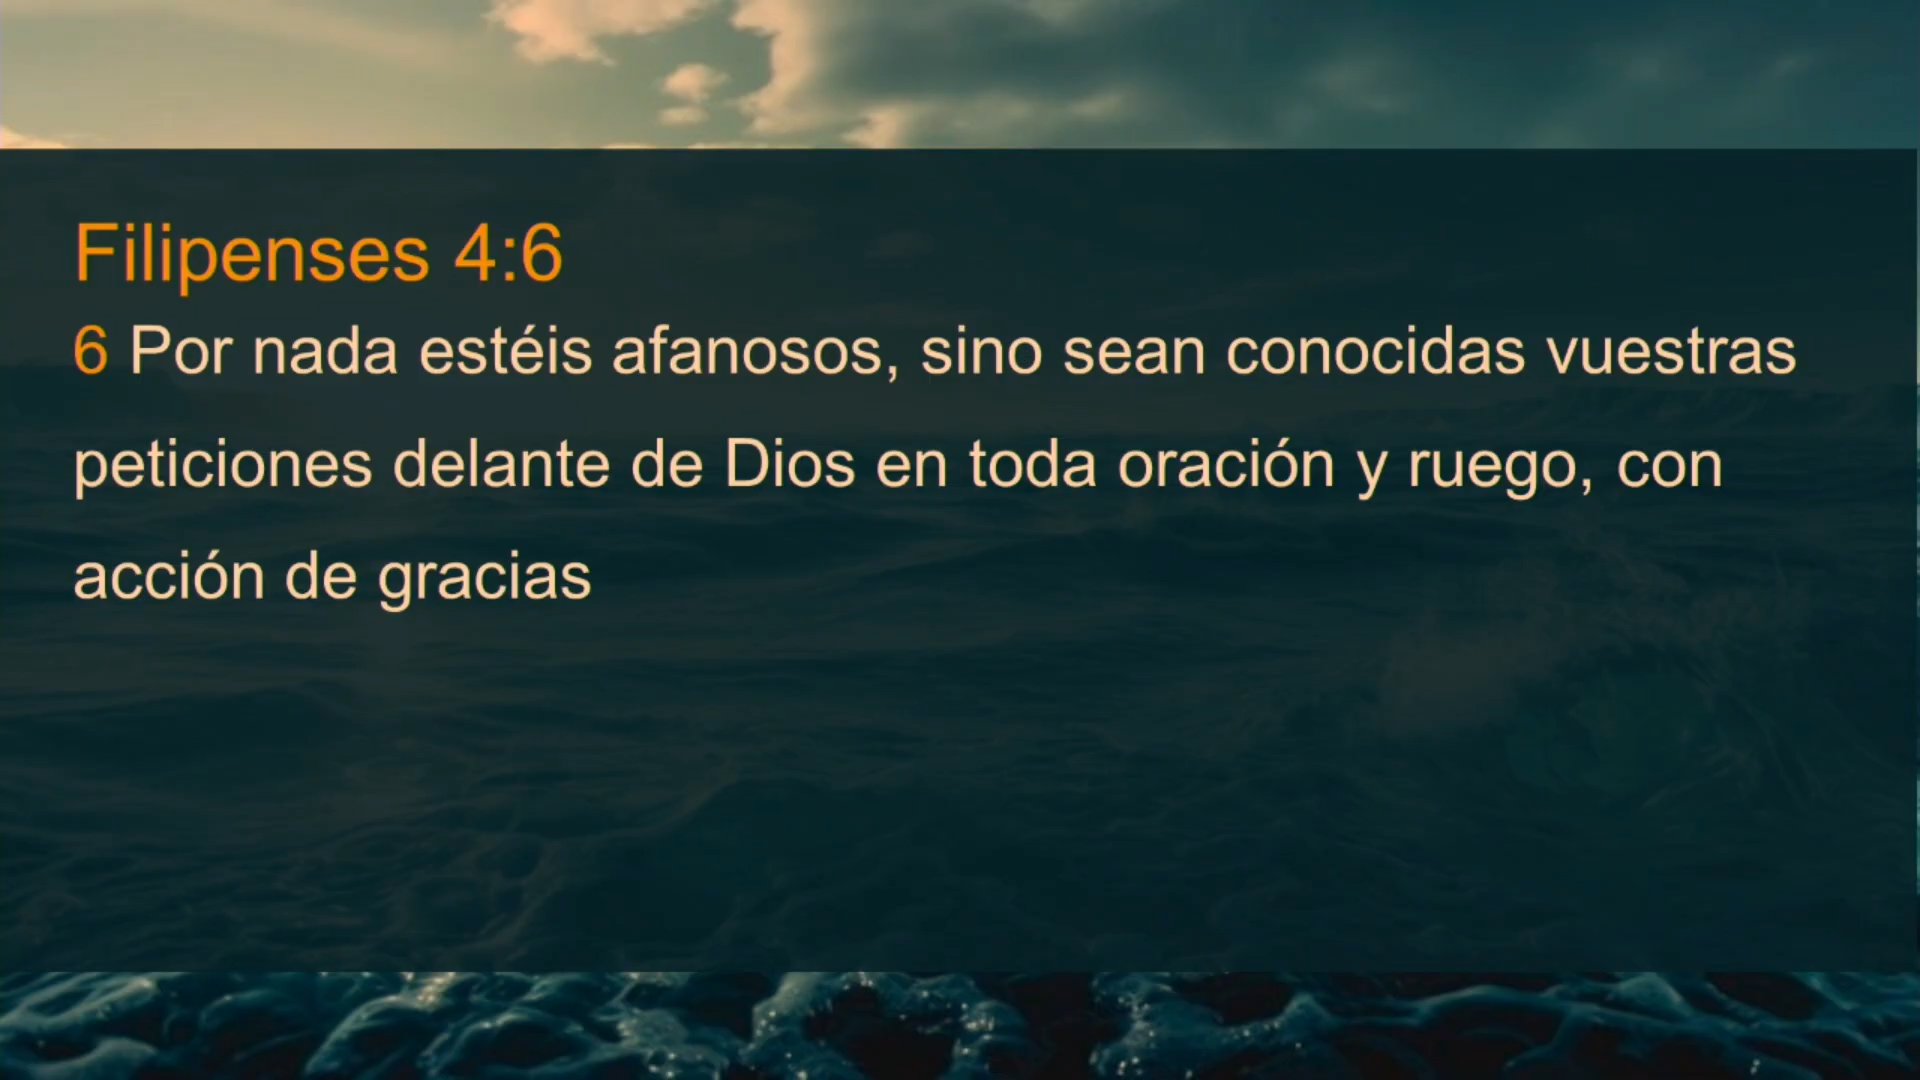 Filipenses 4:6
6 Por nada estéis afanosos, sino sean conocidas vuestras
peticiones delante de Dios en toda oración y ruego, con
acción de gracias